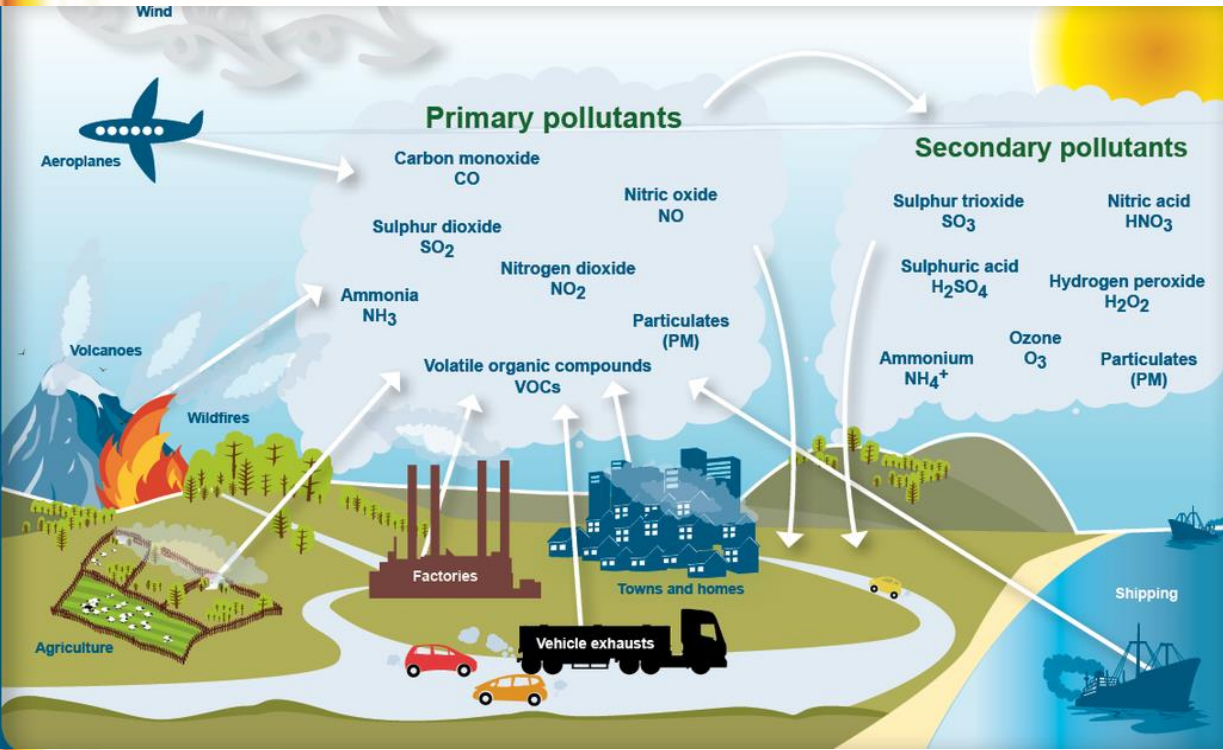 Wind
Aeroplanes
Primary pollutants
Carbon monoxide
CO
Nitric oxide
NO
Sulphur dioxide
SO2
Nitrogen dioxide
NO2
Ammonia
NH3
Particulates
(PM)
Volatile organic compounds
VOCs
Secondary pollutants
Sulphur trioxide
SO3
Nitric acid
HNO3
Sulphuric acid
H2SO4
Hydrogen peroxide
H2O2
Ozone
O3
Ammonium
NH4+
Particulates
(PM)
Volcanoes
Wildfires
Agriculture
Factories
Towns and homes
Vehicle exhausts
Shipping